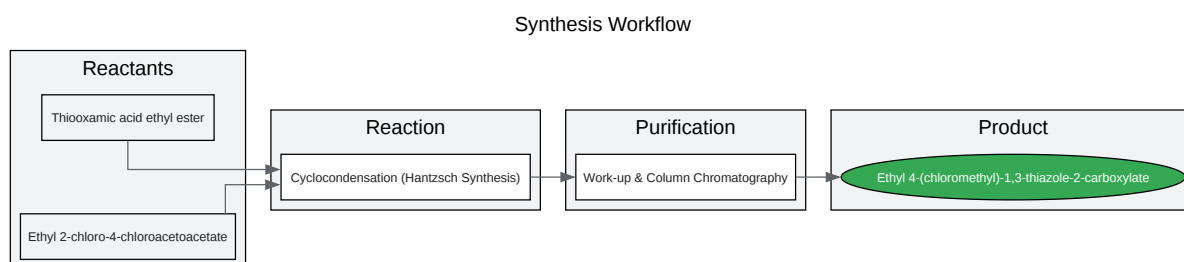 Synthesis Workflow
Reactants
Thiooxamic acid ethyl ester
Ethyl 2-chloro-4-chloroacetoacetate
Reaction
Cyclocondensation (Hantzsch Synthesis)
Purification
Work-up & Column Chromatography
Product
Ethyl 4-(chloromethyl)-1,3-thiazole-2-carboxylate